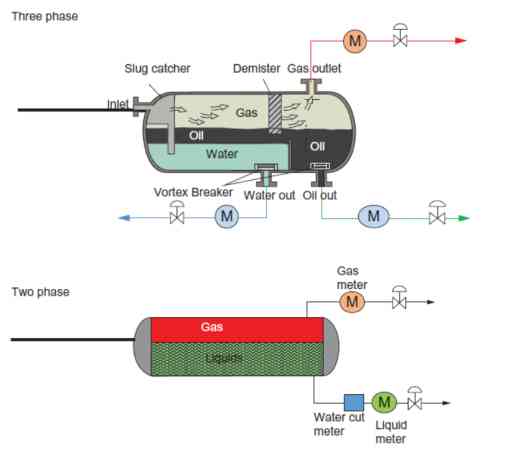 Three phase
M
Slug catcher
Demister
Gas outlet
Inlet
Gas
Oil
Water
Oil
Vortex Breaker
Water out
Oil out
M
M
Two phase
Gas
meter
M
Gas
Liquids
M
Water cut
meter
Liquid
meter